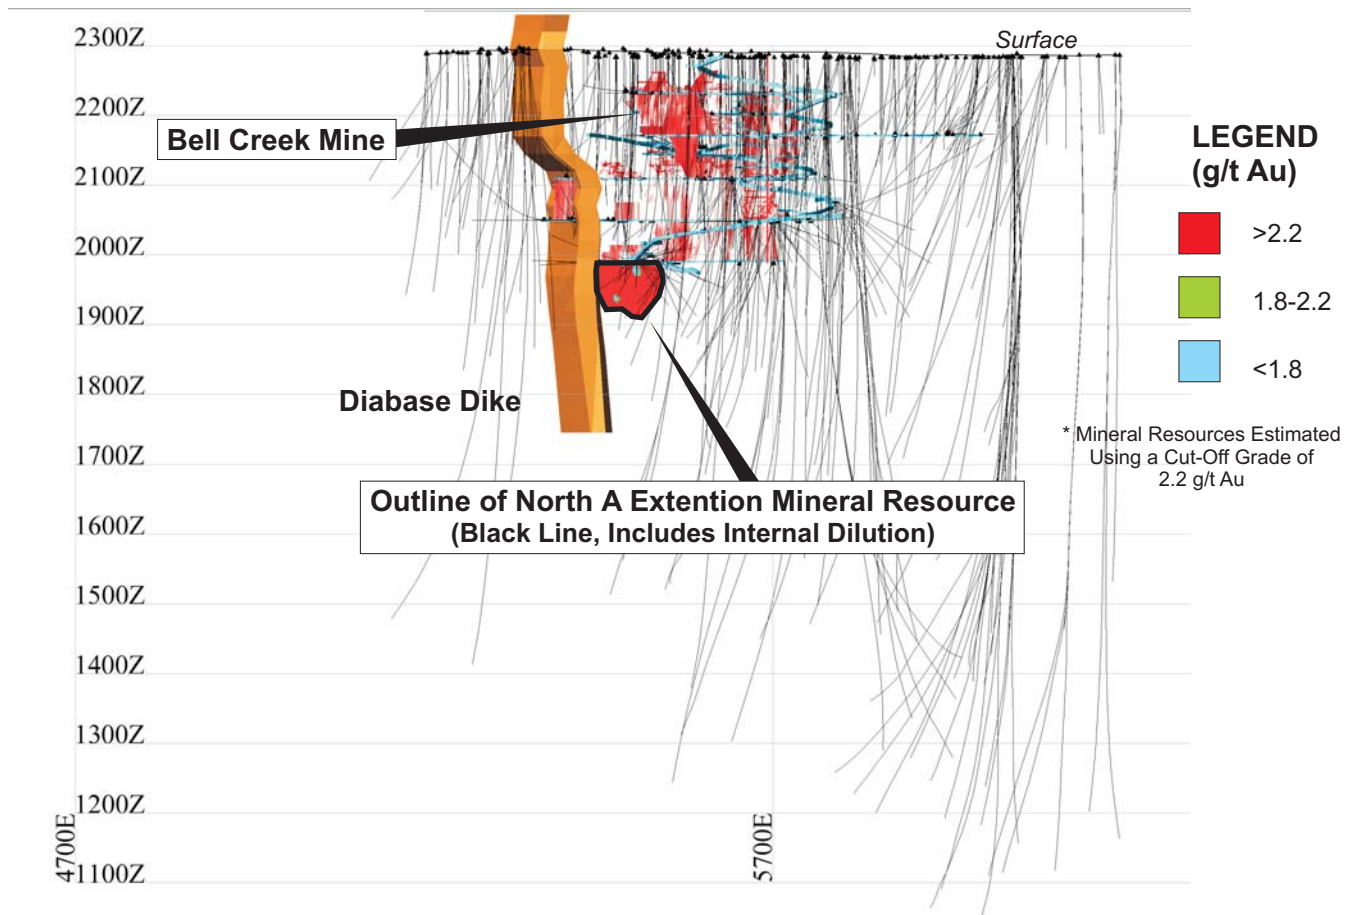 2300Z
Surface
2200Z
Bell Creek Mine
LEGEND
(g/t Au)
2100Z
>2.2
2000Z
1.8-2.2
1900Z
<1.8
1800Z
Diabase Dike
* Mineral Resources Estimated
Using a Cut-Off Grade of
2.2 g/t Au
1700Z
Outline of North A Extention Mineral Resource
(Black Line, Includes Internal Dilution)
1600Z
1500Z
1400Z
1300Z
1200Z
1100Z
4700E
5700E